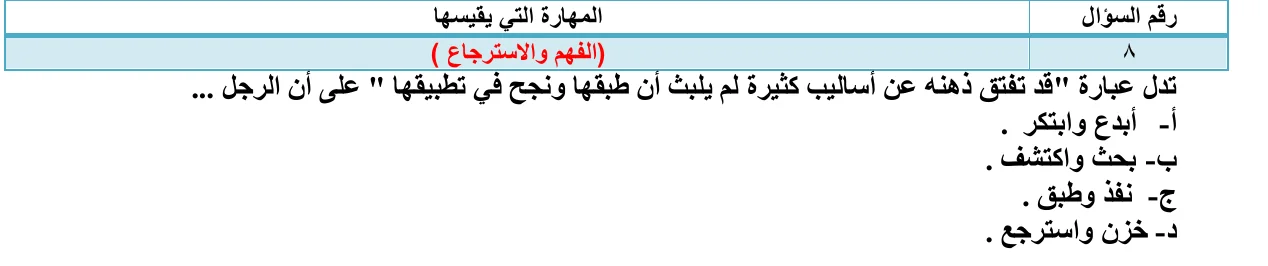 رقم السؤال المهارة التي يقيسها
٨ (الفهم والاسترجاع )
تدل عبارة "قد تفتق ذهنه عن أساليب كثيرة لم يلبث أن طبقها ونجح في تطبيقها " على أن الرجل ...
أ- أبدع وابتكر .
ب- بحث واكتشف .
ج- نفذ وطبق .
د- خزن واسترجع .